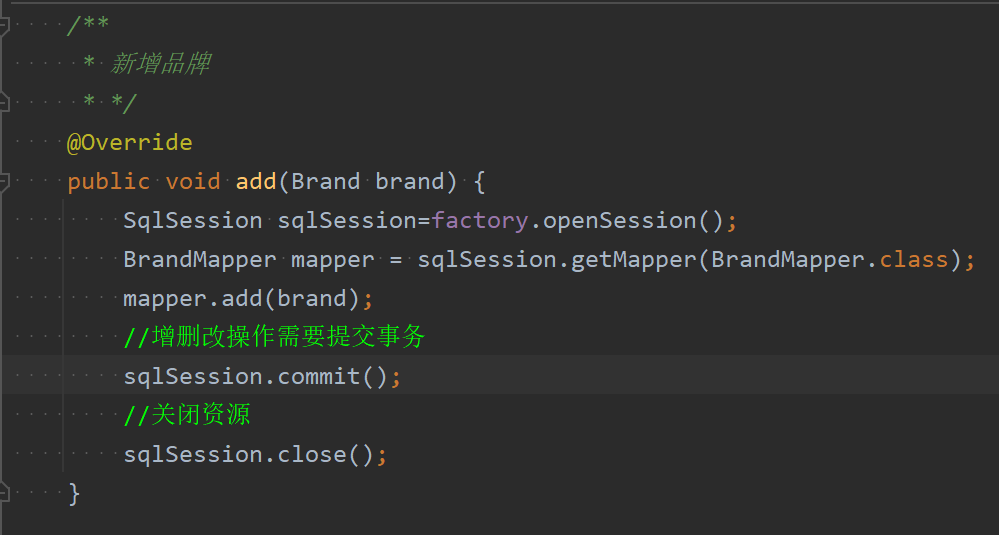 /**
* 新增品牌
* */
@Override
public void add(Brand brand) {
SqlSession sqlSession=factory.openSession();
BrandMapper mapper = sqlSession.getMapper(BrandMapper.class);
mapper.add(brand);
//增删改操作需要提交事务
sqlSession.commit();
//关闭资源
sqlSession.close();
}